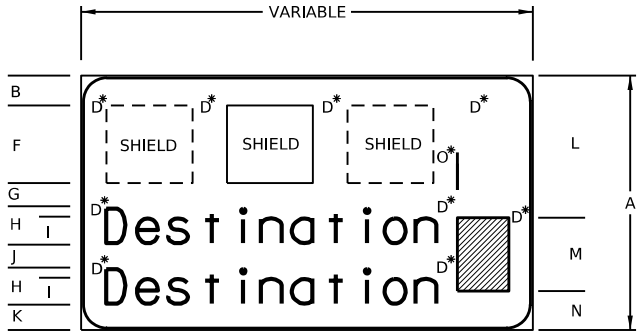 VARIABLE
B
D* D* D* D*
F SHIELD SHIELD SHIELD L
O*
G D* D* A
H I Destination D*
J M
D* D*
H I Destination
K N